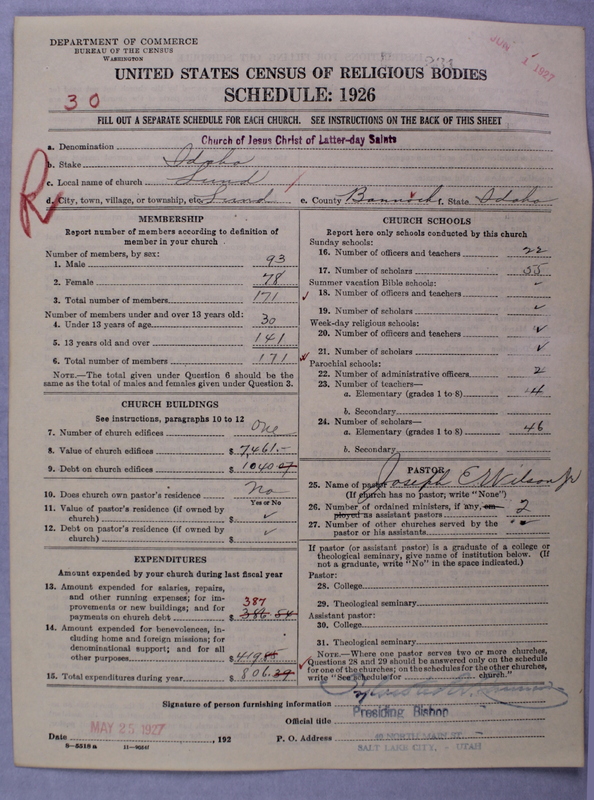 DEPARTMENT OF COMMERCE
BUREAU OF THE CENSUS
WASHINGTON
JUN 1 1927
UNITED STATES CENSUS OF RELIGIOUS BODIES
SCHEDULE: 1926
30
FILL OUT A SEPARATE SCHEDULE FOR EACH CHURCH. SEE INSTRUCTIONS ON THE BACK OF THIS SHEET
a. Denomination Church of Jesus Christ of Latter-day Saints
b. Stake Idaho
c. Local name of church Lund
d. City, town, village, or township, etc. Lund e. County Bannock f. State Idaho
R
MEMBERSHIP
Report number of members according to definition of
member in your church
Number of members, by sex:
1. Male 93
2. Female 78
3. Total number of members 171
Number of members under and over 13 years old:
4. Under 13 years of age 30
5. 13 years old and over 141
6. Total number of members 171
NOTE.—The total given under Question 6 should be the
same as the total of males and females given under Question 3.
CHURCH BUILDINGS
See instructions, paragraphs 10 to 12
7. Number of church edifices One
8. Value of church edifices $ 7,461.-
9. Debt on church edifices $ 1040 07
10. Does church own pastor's residence No
Yes or No
11. Value of pastor's residence (if owned by
church) $
12. Debt on pastor's residence (if owned by
church) $
EXPENDITURES
Amount expended by your church during last fiscal year
13. Amount expended for salaries, repairs,
and other running expenses; for im-
provements or new buildings; and for
payments on church debt $ 386 54
387
14. Amount expended for benevolences, in-
cluding home and foreign missions; for
denominational support; and for all
other purposes $ 419
15. Total expenditures during year $ 806.39
CHURCH SCHOOLS
Report here only schools conducted by this church
Sunday schools:
16. Number of officers and teachers 22
17. Number of scholars 55
Summer vacation Bible schools:
18. Number of officers and teachers
19. Number of scholars
Week-day religious schools:
20. Number of officers and teachers
21. Number of scholars
Parochial schools:
22. Number of administrative officers 2
23. Number of teachers—
a. Elementary (grades 1 to 8) 4
b. Secondary
24. Number of scholars—
a. Elementary (grades 1 to 8) 46
b. Secondary
PASTOR
25. Name of pastor Joseph E Wilson Jr
(If church has no pastor, write "None")
26. Number of ordained ministers, if any, em-
ployed as assistant pastors 2
27. Number of other churches served by the
pastor or his assistants
If pastor (or assistant pastor) is a graduate of a college or
theological seminary, give name of institution below. (If
not a graduate, write "No" in the space indicated.)
Pastor:
28. College
29. Theological seminary
Assistant pastor:
30. College
31. Theological seminary
NOTE.—Where one pastor serves two or more churches,
Questions 28 and 29 should be answered only on the schedule
for one of the churches; on the schedules for the other churches,
write "See Schedule for church."
Signature of person furnishing information
Official title Presiding Bishop
Date MAY 25 1927, 192
P. O. Address 40 NORTH MAIN ST.
SALT LAKE CITY, - UTAH
8-5518 a